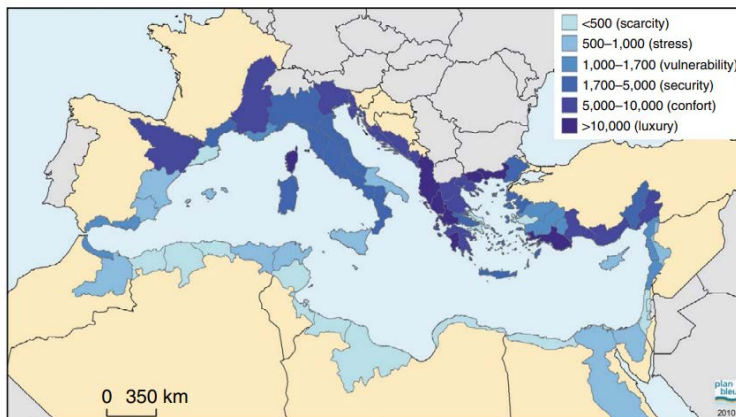 <500 (scarcity)
500–1,000 (stress)
1,000–1,700 (vulnerability)
1,700–5,000 (security)
5,000–10,000 (confort)
>10,000 (luxury)
0 350 km
plan
bleu
2010